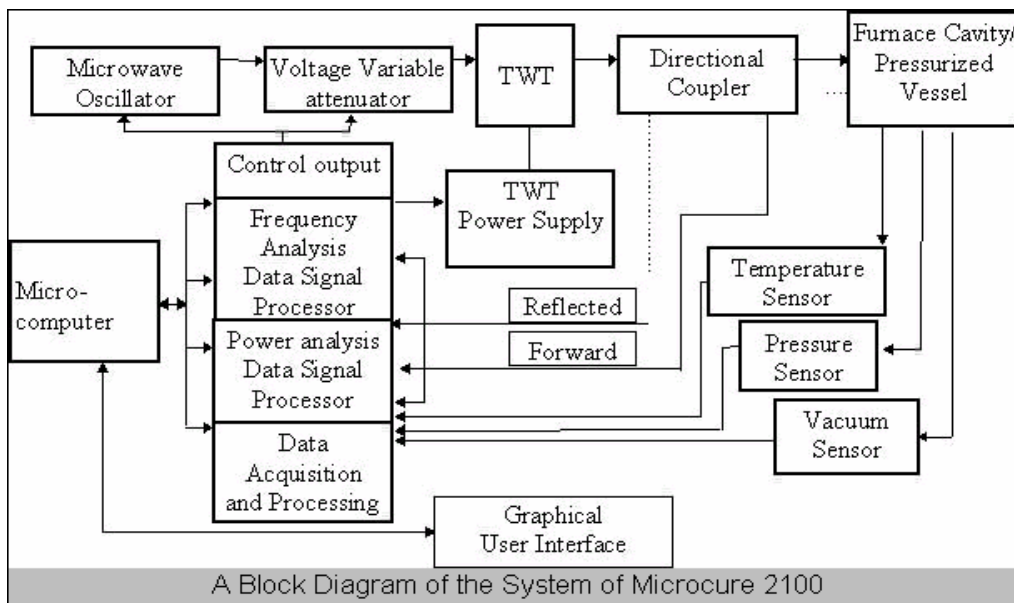 Microwave
Oscillator
Voltage Variable
attenuator
TWT
Directional
Coupler
Furnace Cavity/
Pressurized
Vessel
Control output
TWT
Power Supply
Frequency
Analysis
Data Signal
Processor
Micro-
computer
Temperature
Sensor
Reflected
Forward
Power analysis
Data Signal
Processor
Pressure
Sensor
Vacuum
Sensor
Data
Acquisition
and Processing
Graphical
User Interface
A Block Diagram of the System of Microcure 2100